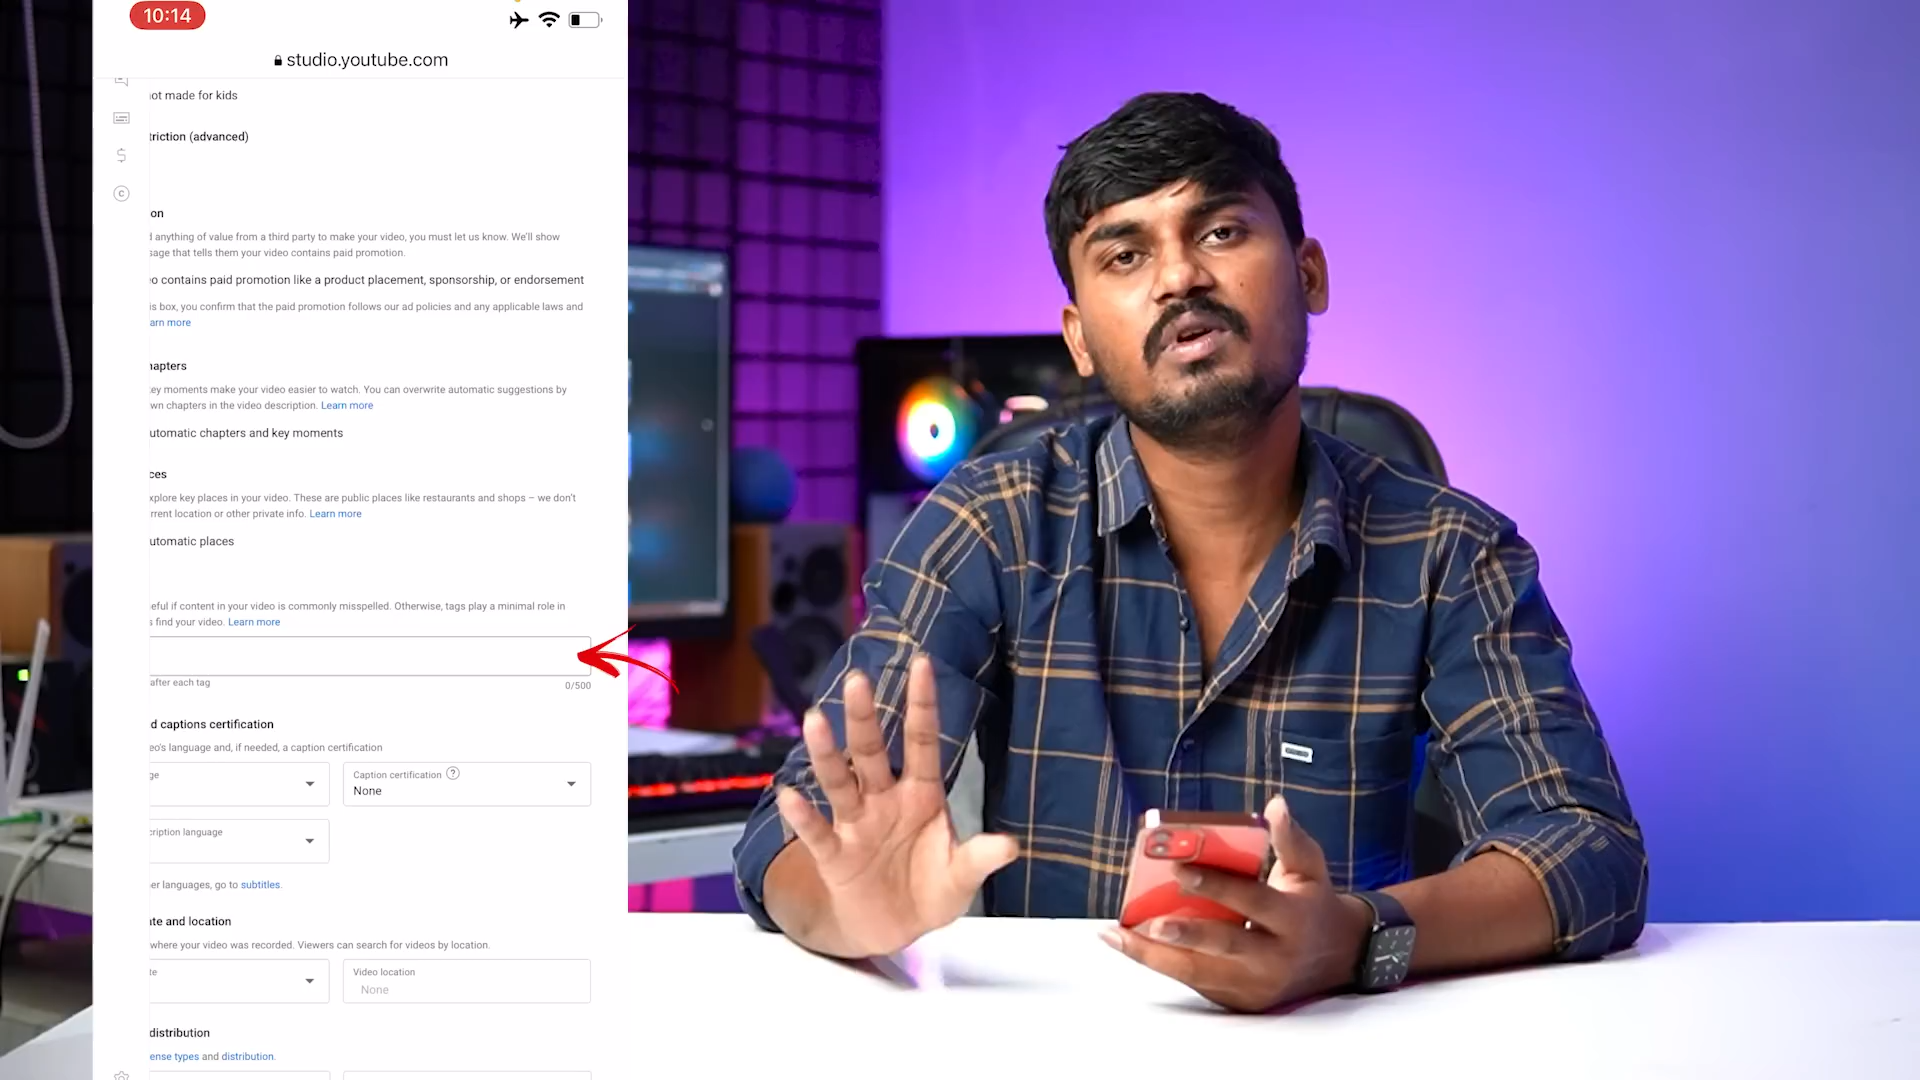 10:14
studio.youtube.com
ot made for kids
triction (advanced)
on
anything of value from a third party to make your video, you must let us know. We'll show
sage that tells them your video contains paid promotion.
o contains paid promotion like a product placement, sponsorship, or endorsement
is box, you confirm that the paid promotion follows our ad policies and any applicable laws and
arn more
hapters
ey moments make your video easier to watch. You can overwrite automatic suggestions by
wn chapters in the video description. Learn more
utomatic chapters and key moments
ces
xplore key places in your video. These are public places like restaurants and shops – we don't
rrent location or other private info. Learn more
utomatic places
eful if content in your video is commonly misspelled. Otherwise, tags play a minimal role in
s find your video. Learn more
after each tag
0/500
d captions certification
eo's language and, if needed, a caption certification
ge
Caption certification ?
None
cription language
er languages, go to subtitles.
ate and location
where your video was recorded. Viewers can search for videos by location.
te
Video location
None
distribution
ense types and distribution.